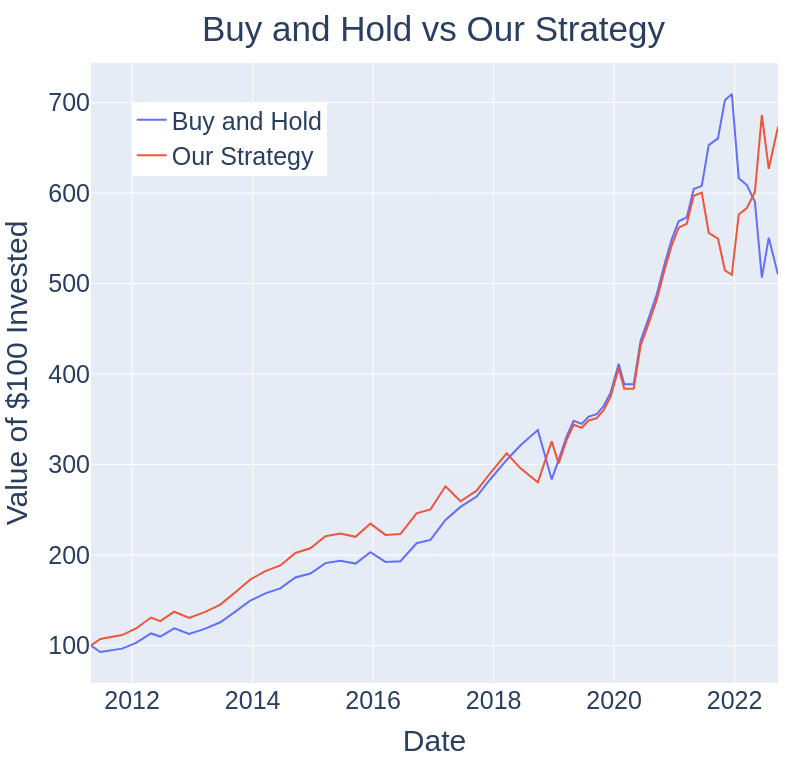 Buy and Hold vs Our Strategy
Buy and Hold
Our Strategy
Value of $100 Invested
700
600
500
400
300
200
100
2012 2014 2016 2018 2020 2022
Date